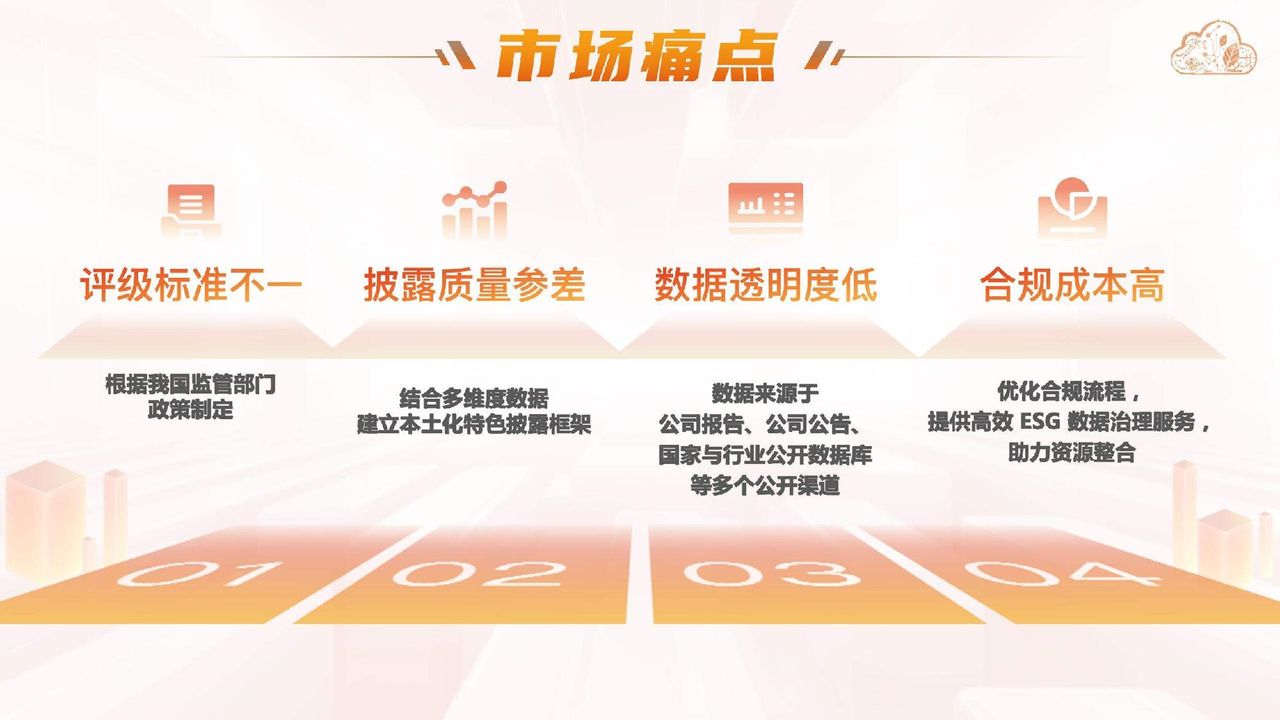 市场痛点
评级标准不一
根据我国监管部门
政策制定
披露质量参差
结合多维度数据
建立本土化特色披露框架
数据透明度低
数据来源于
公司报告、公司公告、
国家与行业公开数据库
等多个公开渠道
合规成本高
优化合规流程，
提供高效 ESG 数据治理服务，
助力资源整合
01
02
03
04